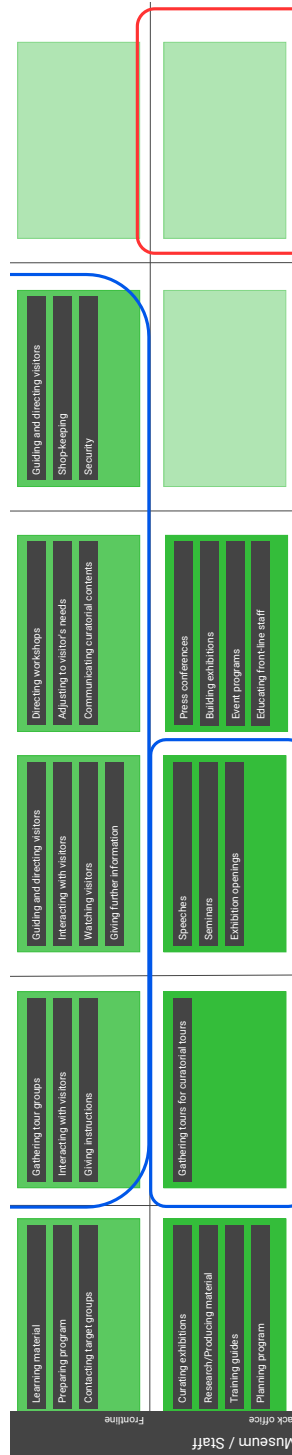 Guiding and directing visitors
Shop-keeping
Security
Directing workshops
Adjusting to visitor's needs
Communicating curatorial contents
Press conferences
Building exhibitions
Event programs
Educating front-line staff
Guiding and directing visitors
Interacting with visitors
Watching visitors
Giving further information
Speeches
Seminars
Exhibition openings
Gathering tour groups
Interacting with visitors
Giving instructions
Gathering tours for curatorial tours
Learning material
Preparing program
Contacting target groups
Curating exhibitions
Research/Producing material
Training guides
Planning program
Frontline
ack office
Museum / Staff